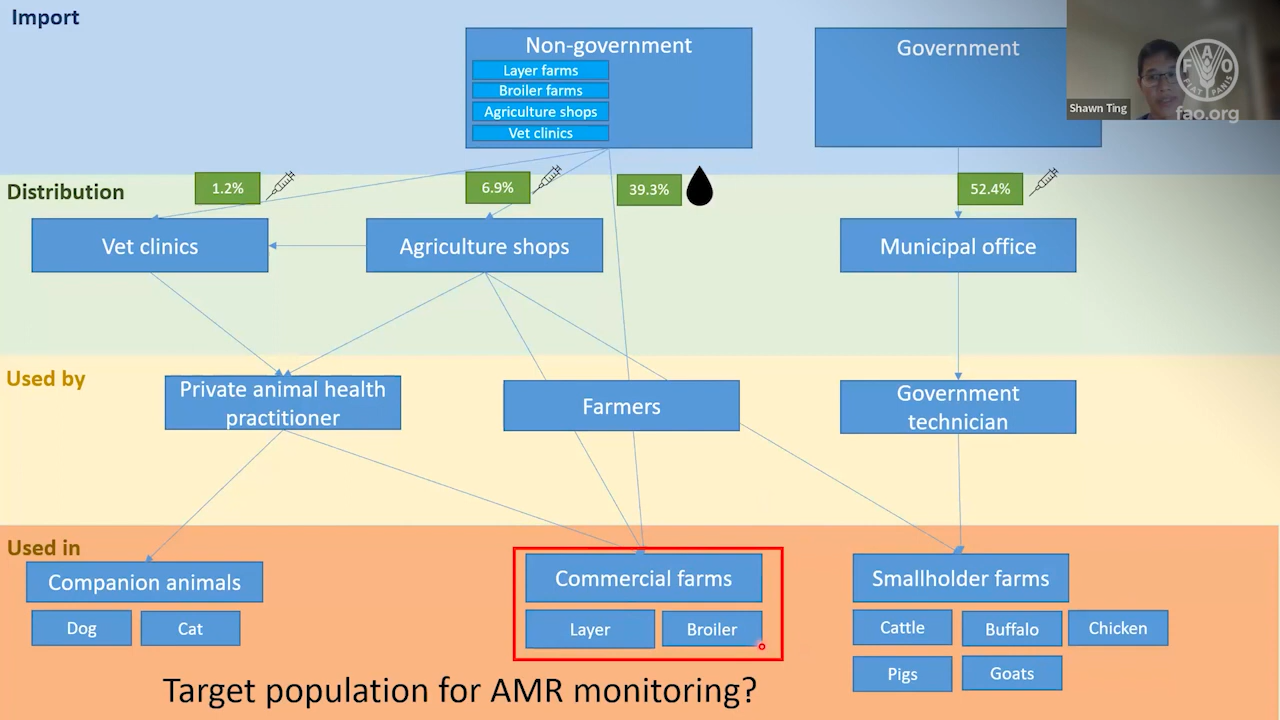 Import
Non-government
Layer farms
Broiler farms
Agriculture shops
Vet clinics
Government
Shawn Ting
F A O
FIAT PANIS
fao.org
Distribution
1.2%
6.9%
39.3%
52.4%
Vet clinics
Agriculture shops
Municipal office
Used by
Private animal health
practitioner
Farmers
Government
technician
Used in
Companion animals
Dog
Cat
Commercial farms
Layer
Broiler
Smallholder farms
Cattle
Buffalo
Chicken
Pigs
Goats
Target population for AMR monitoring?